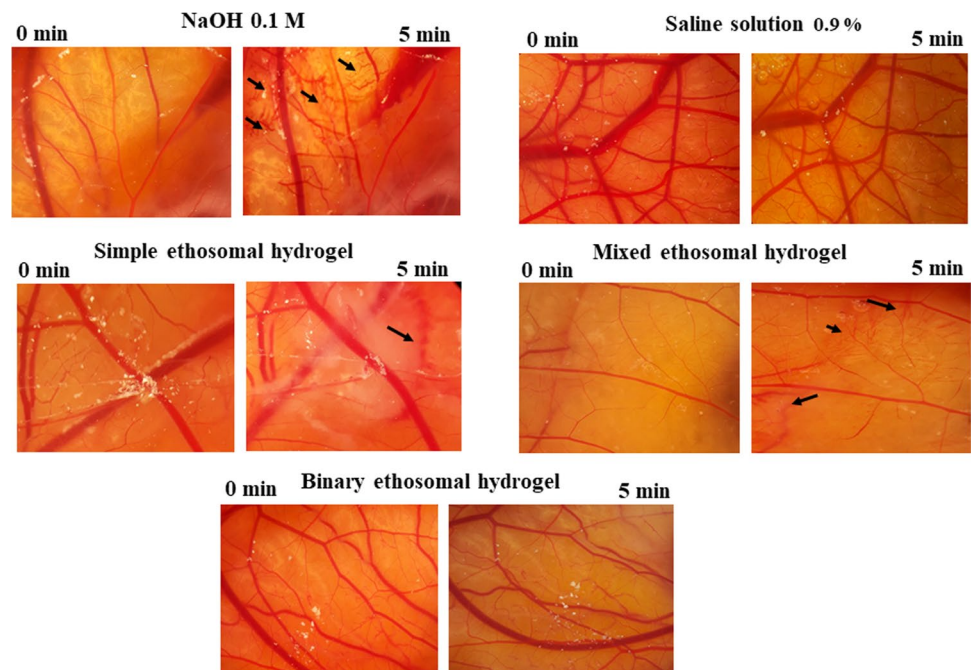 NaOH 0.1 M
0 min
5 min
Saline solution 0.9%
0 min
5 min
Simple ethosomal hydrogel
0 min
5 min
Mixed ethosomal hydrogel
0 min
5 min
Binary ethosomal hydrogel
0 min
5 min